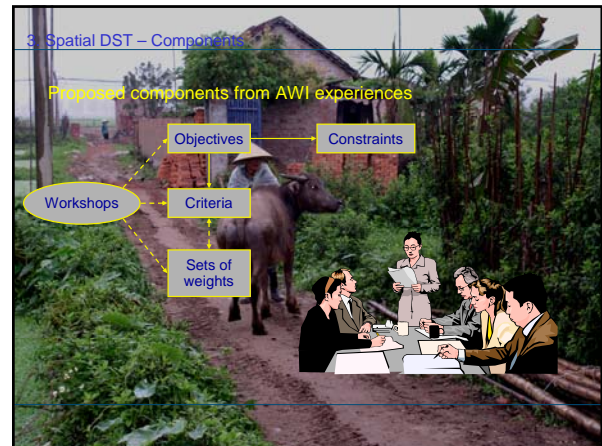 3. Spatial DST – Components
Proposed components from AWI experiences
Objectives
Constraints
Workshops
Criteria
Sets of
weights